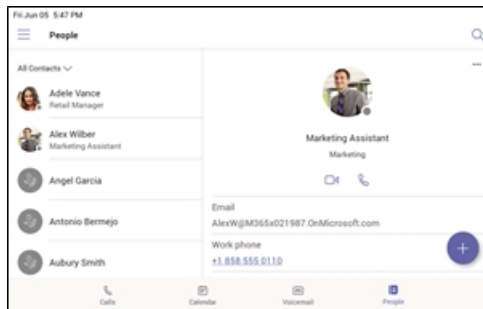 Fri Jun 05 5:47 PM
People
All Contacts
Adele Vance
Retail Manager
Alex Wilber
Marketing Assistant
Angel Garcia
Antonio Bermejo
Aubury Smith
Marketing Assistant
Marketing
Email
AlexW@M365x021987.OnMicrosoft.com
Work phone
+1 858 555 0110
Calls
Calendar
Voicemail
People